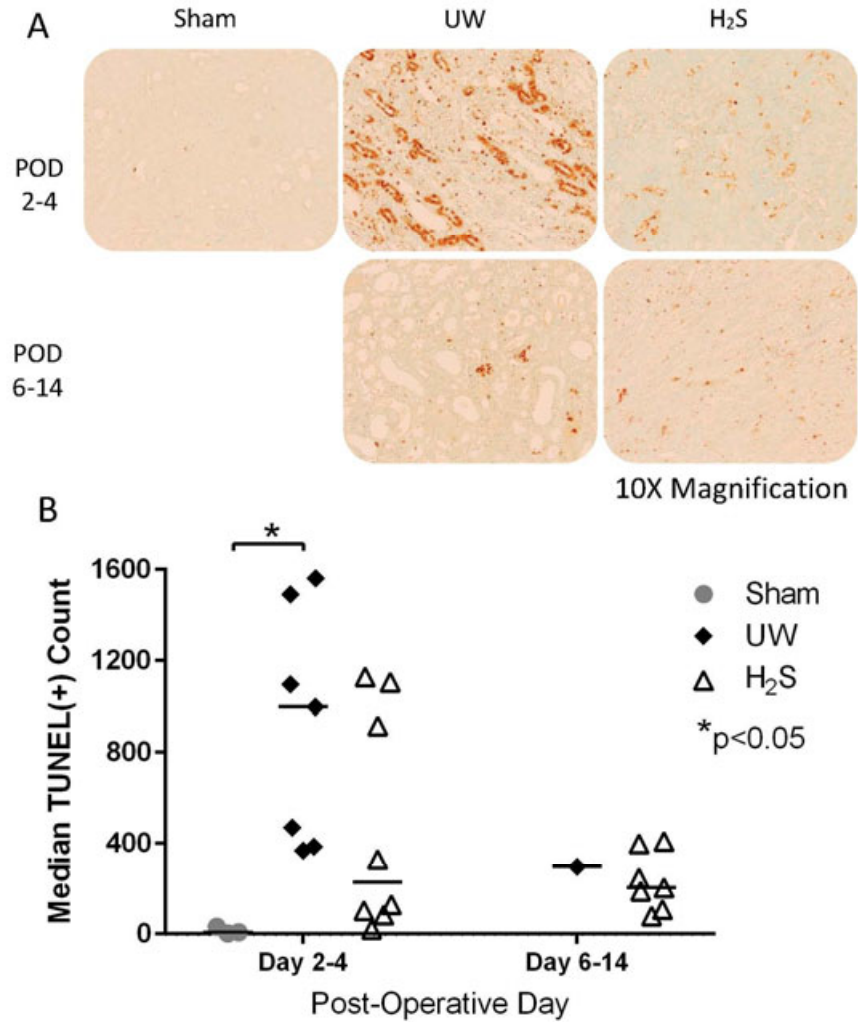 A
Sham UW H₂S
POD
2-4
POD
6-14
10X Magnification
B
*
1600
1200
800
400
0
Median TUNEL(+) Count
Sham
UW
H₂S
*p<0.05
Day 2-4 Day 6-14
Post-Operative Day